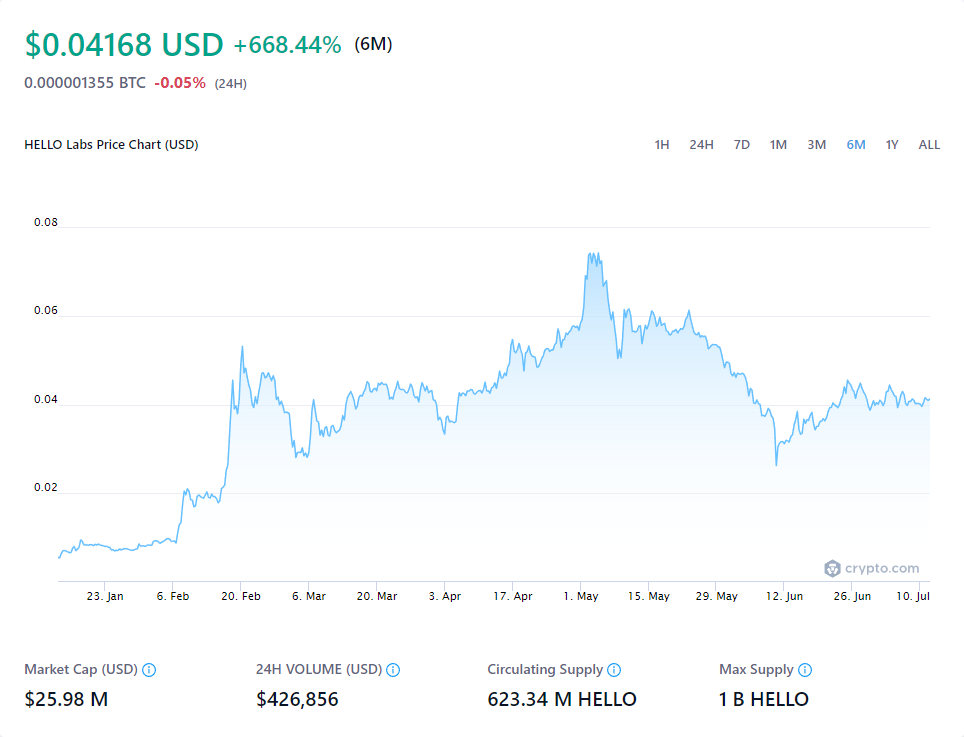 $0.04168 USD +668.44% (6M)
0.000001355 BTC -0.05% (24H)
HELLO Labs Price Chart (USD) 1H 24H 7D 1M 3M 6M 1Y ALL
0.08
0.06
0.04
0.02
crypto.com
23. Jan 6. Feb 20. Feb 6. Mar 20. Mar 3. Apr 17. Apr 1. May 15. May 29. May 12. Jun 26. Jun 10. Jul
Market Cap (USD) 24H VOLUME (USD) Circulating Supply Max Supply
$25.98 M $426,856 623.34 M HELLO 1 B HELLO